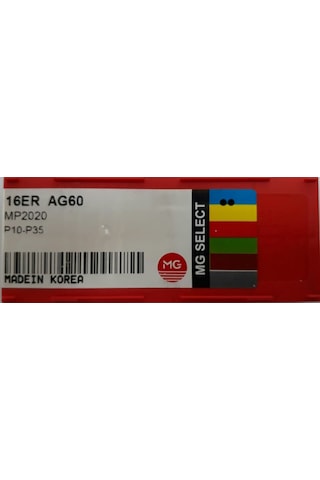 16ER AG60
MP2020
P10-P35
MADEIN KOREA
MG
MG SELECT